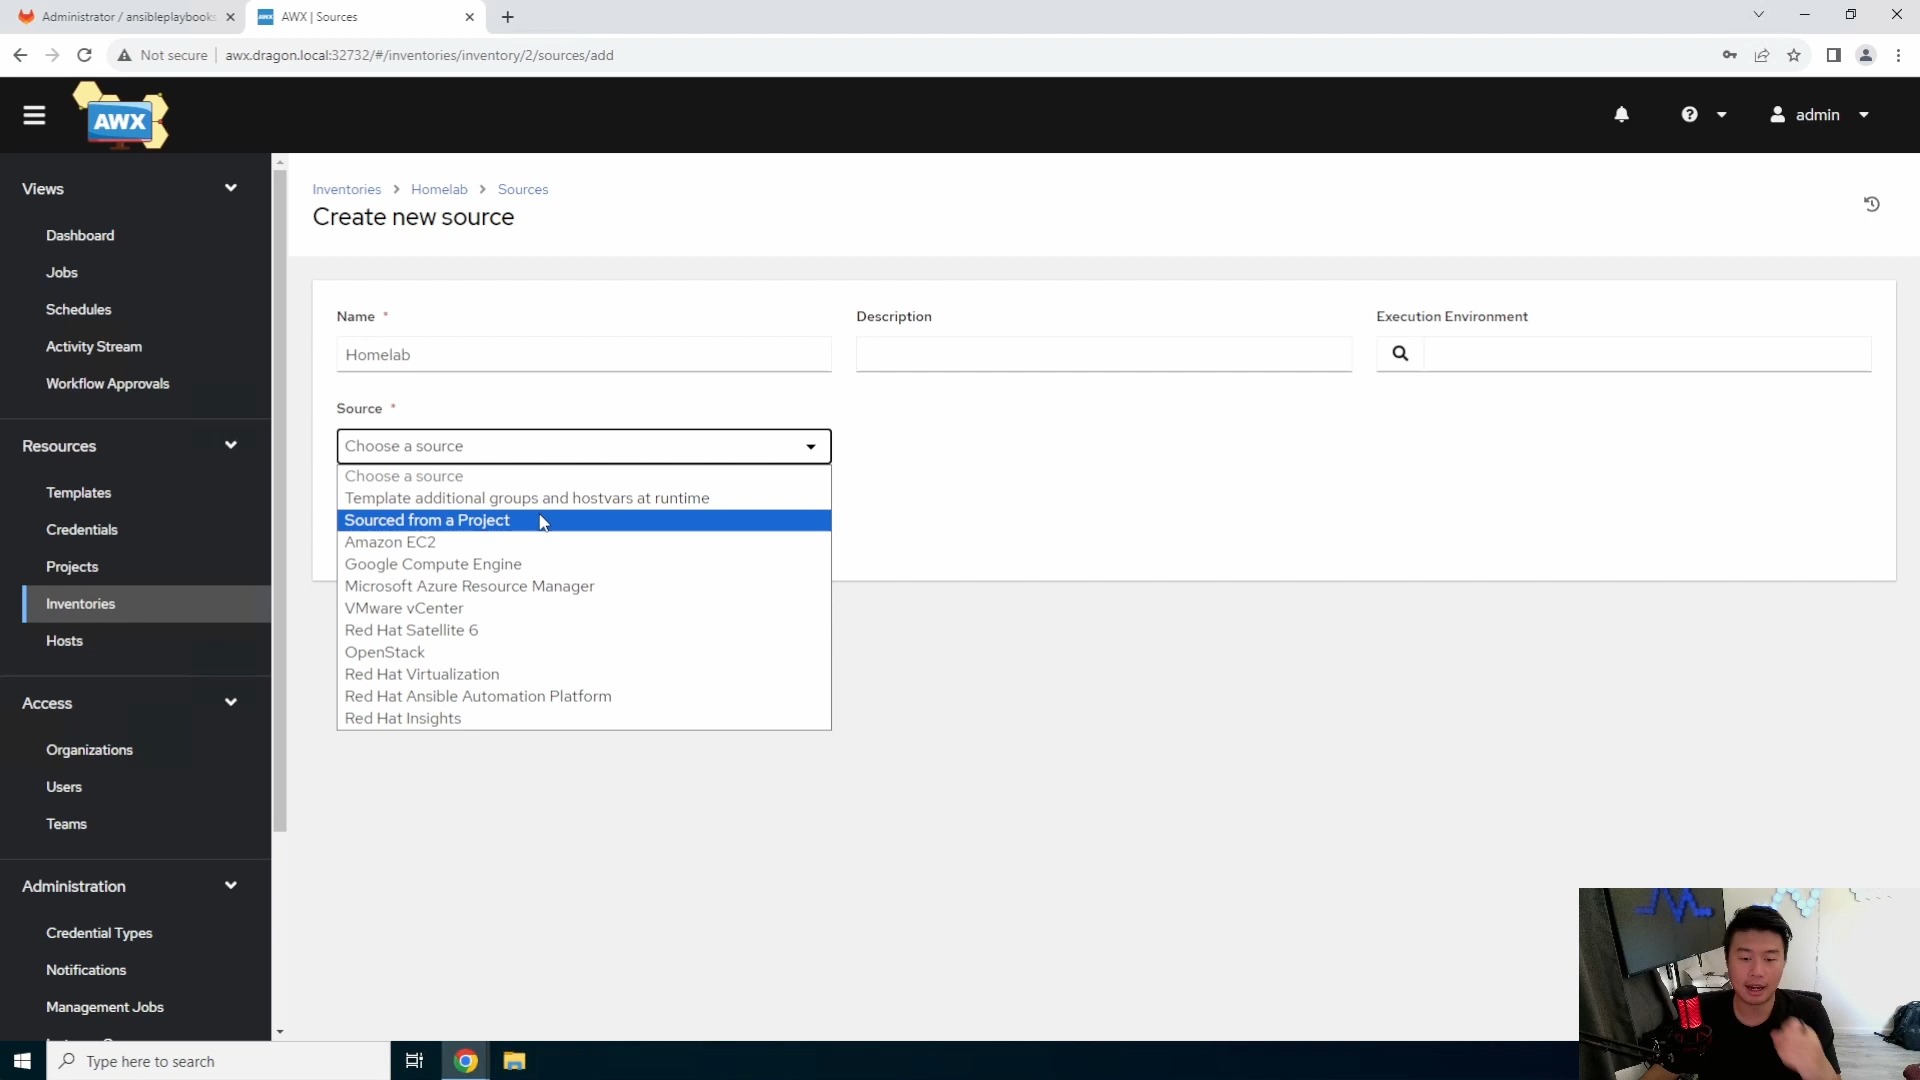 Administrator / ansibleplaybooks
AWX | Sources
Not secure
awx.dragon.local:32732/#/inventories/inventory/2/sources/add
AWX
admin
Views
Dashboard
Jobs
Schedules
Activity Stream
Workflow Approvals
Resources
Templates
Credentials
Projects
Inventories
Hosts
Access
Organizations
Users
Teams
Administration
Credential Types
Notifications
Management Jobs
Inventories > Homelab > Sources
Create new source
Name *
Description
Execution Environment
Homelab
Source *
Choose a source
Choose a source
Template additional groups and hostvars at runtime
Sourced from a Project
Amazon EC2
Google Compute Engine
Microsoft Azure Resource Manager
VMware vCenter
Red Hat Satellite 6
OpenStack
Red Hat Virtualization
Red Hat Ansible Automation Platform
Red Hat Insights
Type here to search